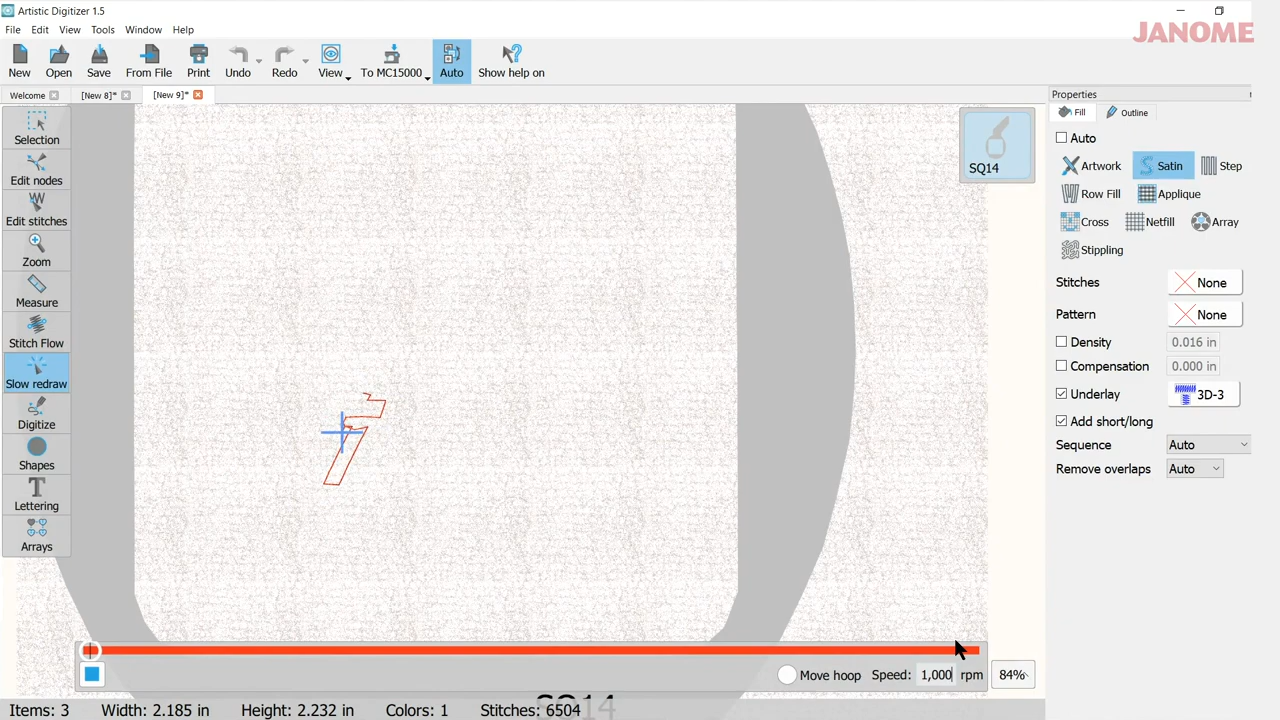 Artistic Digitizer 1.5
JANOME
File Edit View Tools Window Help
New Open Save From File Print Undo Redo View To MC15000 Auto Show help on
Welcome [New 8]* [New 9]*
Properties
Fill Outline
Selection
Edit nodes
Edit stitches
Zoom
Measure
Stitch Flow
Slow redraw
Digitize
Shapes
Lettering
Arrays
SQ14
Auto
Artwork Satin Step
Row Fill Applique
Cross Netfill Array
Stippling
Stitches None
Pattern None
Density 0.016 in
Compensation 0.000 in
Underlay 3D-3
Add short/long
Sequence Auto
Remove overlaps Auto
Move hoop Speed: 1,000 rpm 84%
SQ14
Items: 3 Width: 2.185 in Height: 2.232 in Colors: 1 Stitches: 6504